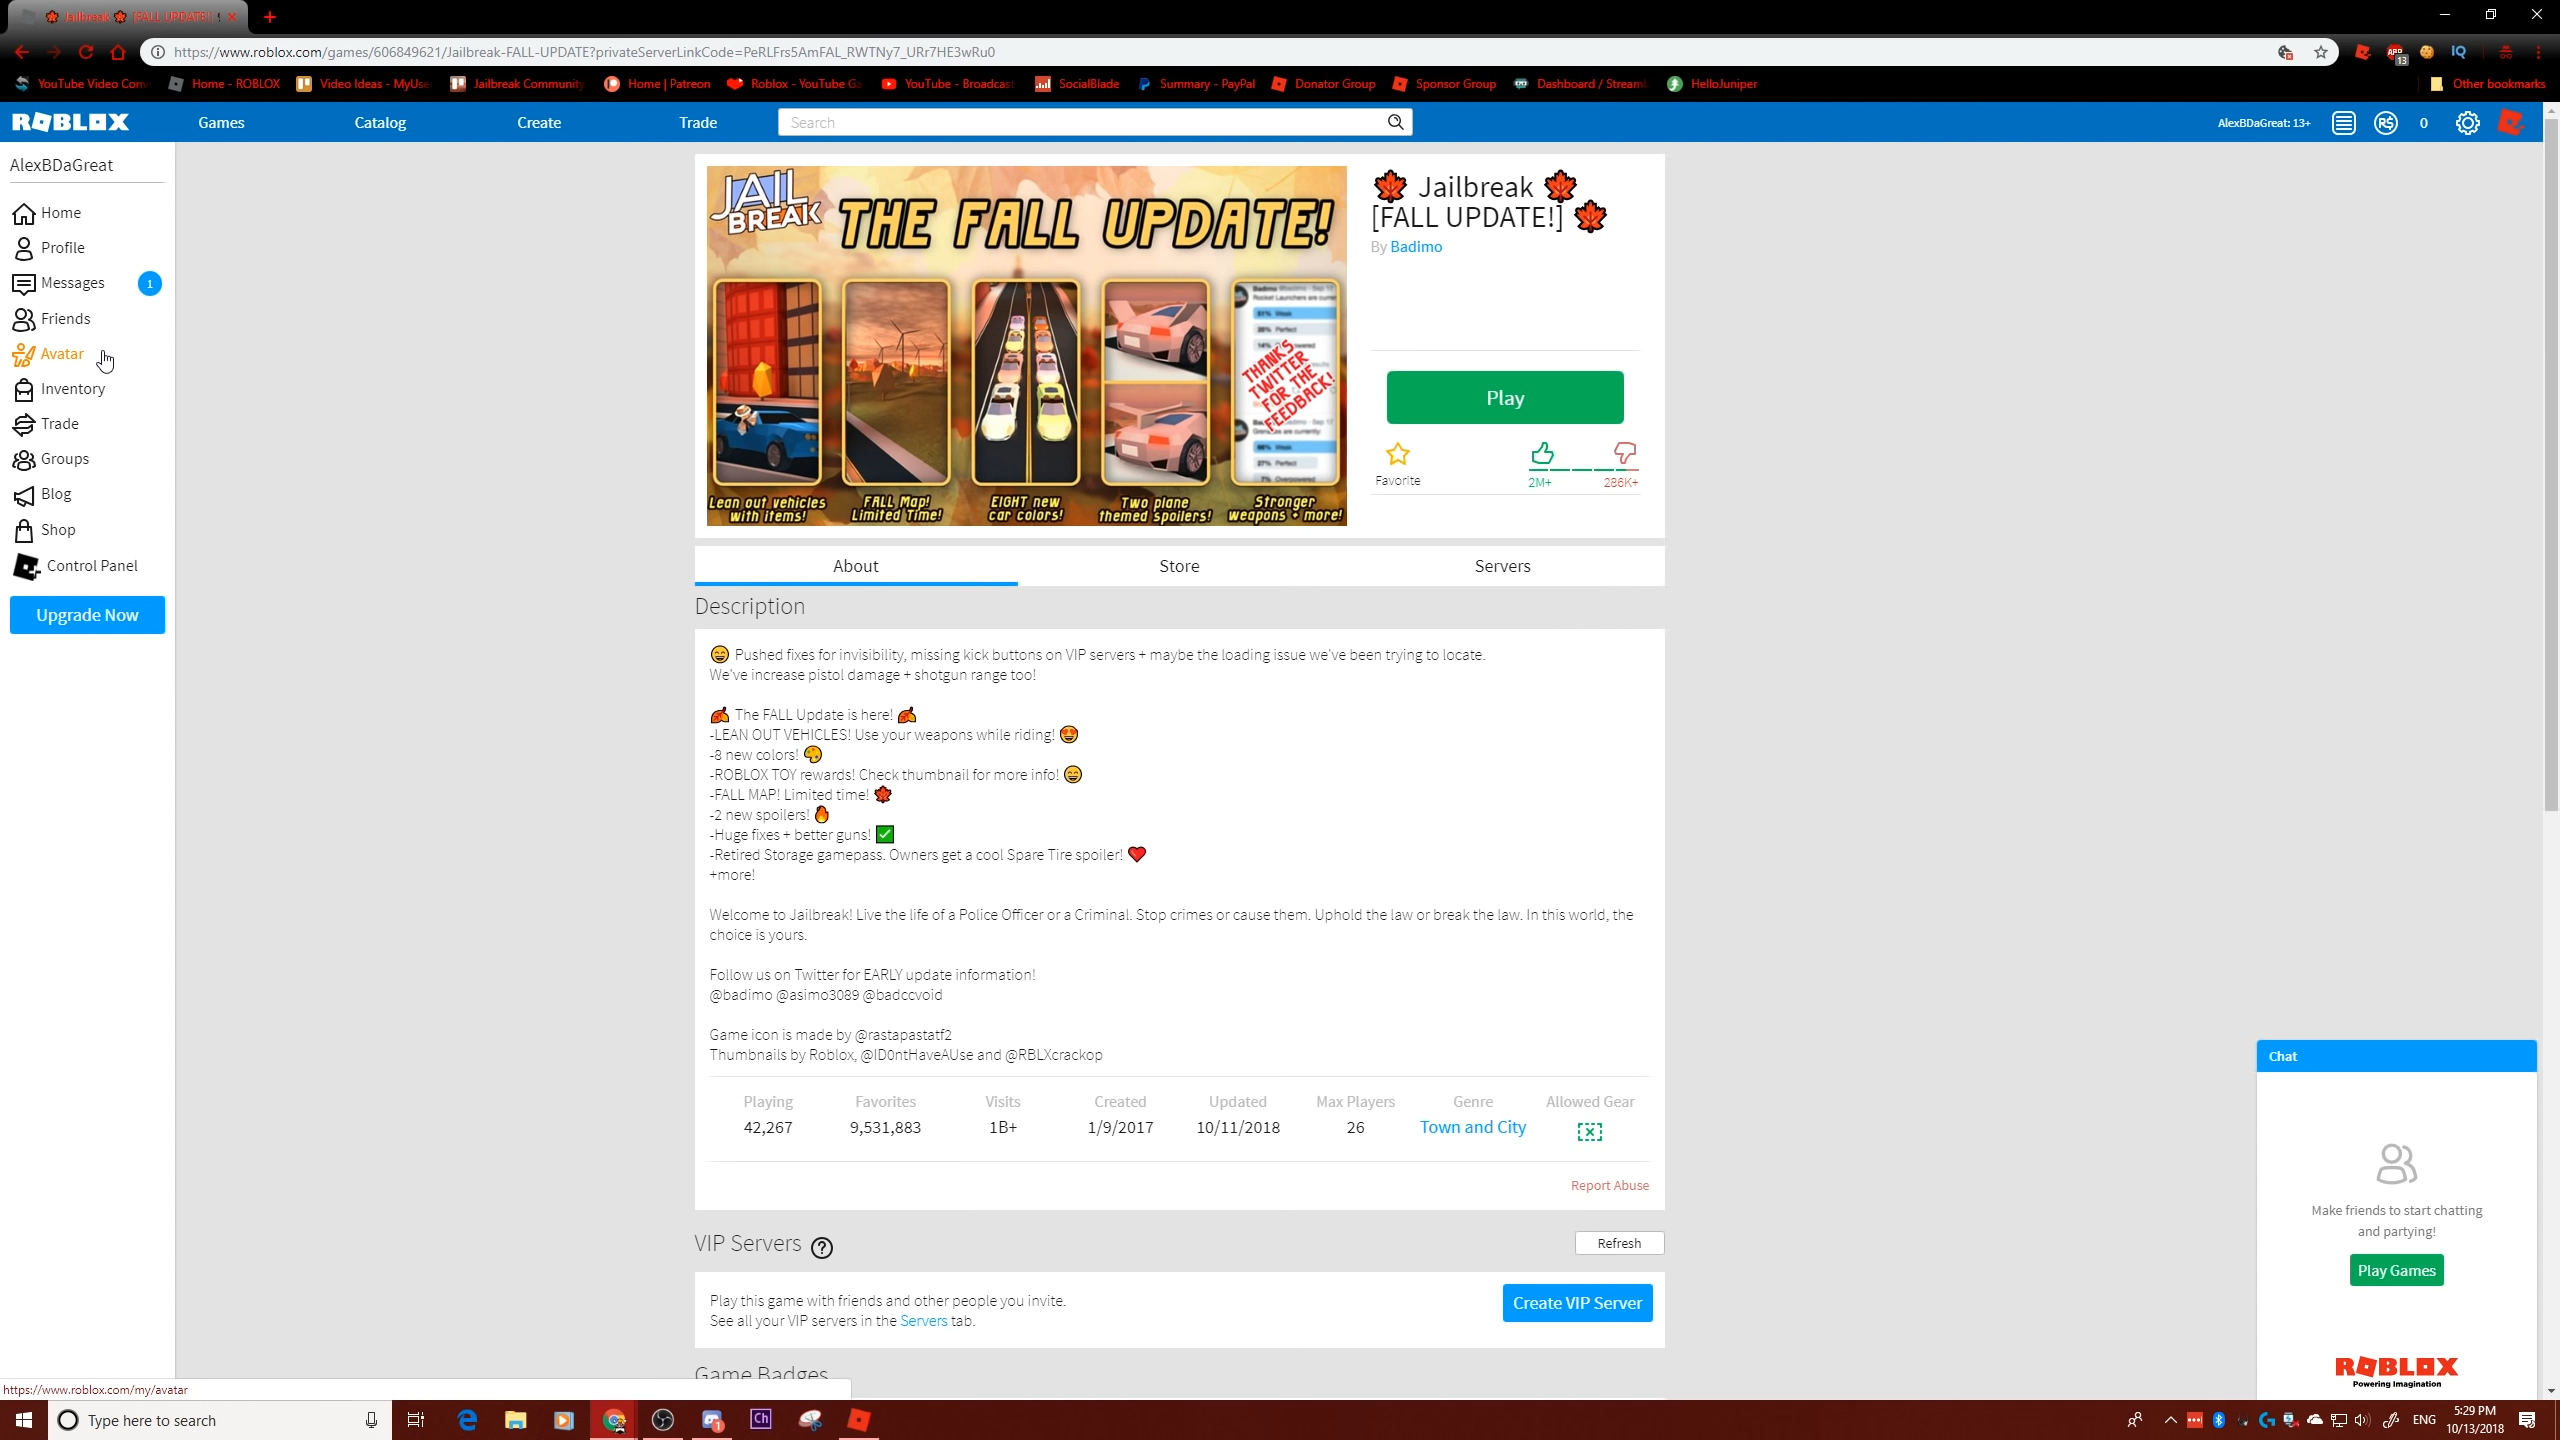 Jailbreak [FALL UPDATE!]
https://www.roblox.com/games/606849621/Jailbreak-FALL-UPDATE?privateServerLinkCode=PeRLFrs5AmFAL_RWTNy7_URr7HE3wRu0
ABP 13 IQ
YouTube Video Conv Home - ROBLOX Video Ideas - MyUse Jailbreak Community Home | Patreon Roblox - YouTube Ga YouTube - Broadcast SocialBlade Summary - PayPal Donator Group Sponsor Group Dashboard / Streaml HelloJuniper Other bookmarks
ROBLOX Games Catalog Create Trade Search AlexBDaGreat: 13+ R$ 0
AlexBDaGreat
Home
Profile
Messages 1
Friends
Avatar
Inventory
Trade
Groups
Blog
Shop
Control Panel
Upgrade Now
JAIL
BREAK
THE FALL UPDATE!
THANKS
TWITTER
FOR THE
FEEDBACK!
Lean out vehicles
with items!
FALL Map!
Limited Time!
EIGHT new
car colors!
Two plane
themed spoilers!
Stronger
weapons + more!
🍁 Jailbreak 🍁
[FALL UPDATE!] 🍁
By Badimo
Play
Favorite 2M+ 286K+
About Store Servers
Description
😄 Pushed fixes for invisibility, missing kick buttons on VIP servers + maybe the loading issue we've been trying to locate.
We've increase pistol damage + shotgun range too!
🍂 The FALL Update is here! 🍂
-LEAN OUT VEHICLES! Use your weapons while riding! 😍
-8 new colors! 🎨
-ROBLOX TOY rewards! Check thumbnail for more info! 😄
-FALL MAP! Limited time! 🍁
-2 new spoilers! 🔥
-Huge fixes + better guns! ✅
-Retired Storage gamepass. Owners get a cool Spare Tire spoiler! ❤
+more!
Welcome to Jailbreak! Live the life of a Police Officer or a Criminal. Stop crimes or cause them. Uphold the law or break the law. In this world, the
choice is yours.
Follow us on Twitter for EARLY update information!
@badimo @asimo3089 @badccvoid
Game icon is made by @rastapastatf2
Thumbnails by Roblox, @ID0ntHaveAUse and @RBLXcrackop
Playing Favorites Visits Created Updated Max Players Genre Allowed Gear
42,267 9,531,883 1B+ 1/9/2017 10/11/2018 26 Town and City
Report Abuse
VIP Servers Refresh
Play this game with friends and other people you invite.
See all your VIP servers in the Servers tab.
Create VIP Server
Game Badges
Chat
Make friends to start chatting
and partying!
Play Games
ROBLOX
Powering Imagination
https://www.roblox.com/my/avatar
Type here to search
Ch
1
ENG
5:29 PM
10/13/2018